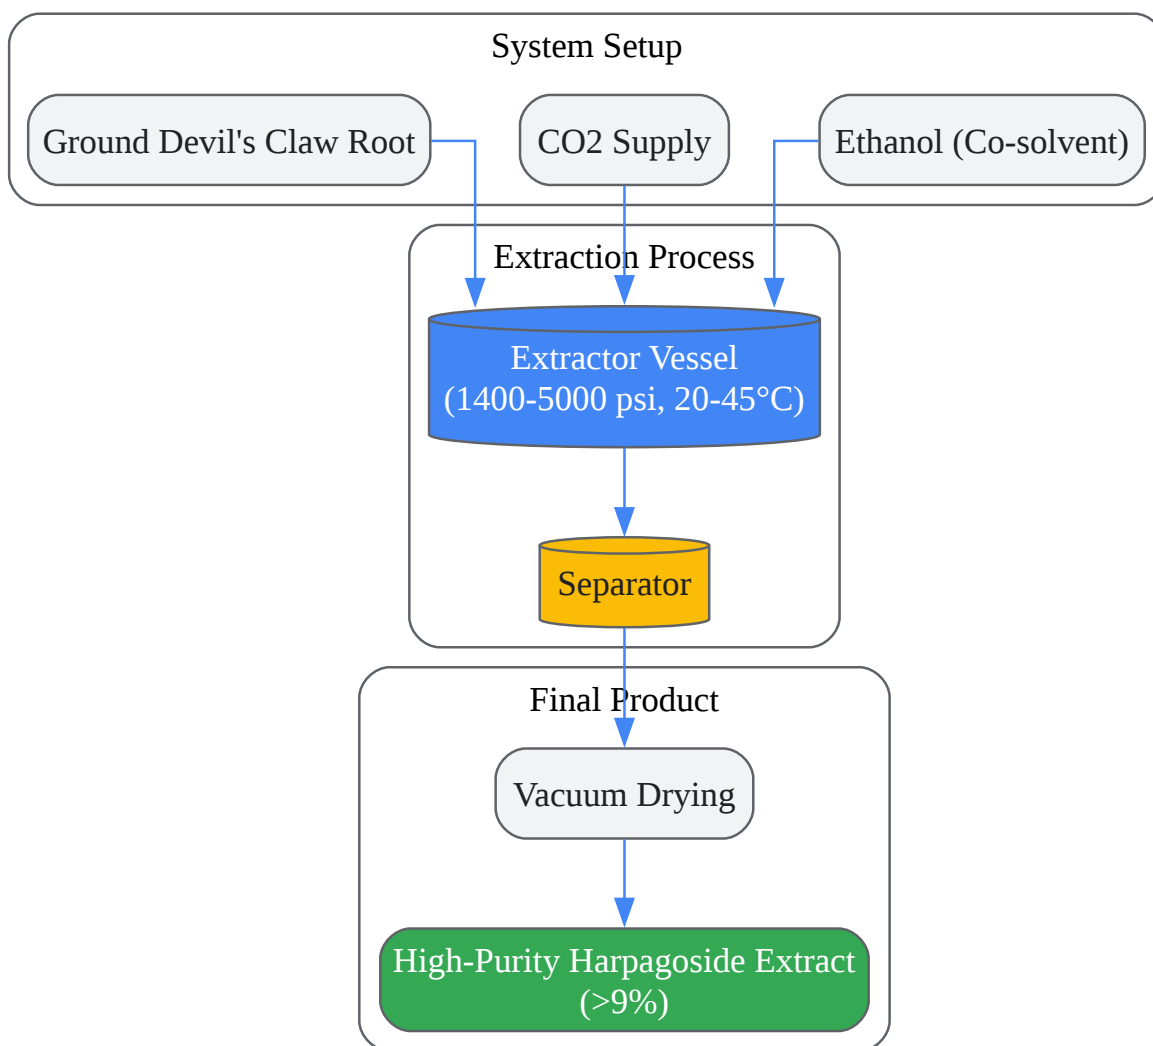 System Setup
Ground Devil's Claw Root
CO2 Supply
Ethanol (Co-solvent)
Extraction Process
Extractor Vessel
(1400-5000 psi, 20-45°C)
Separator
Final Product
Vacuum Drying
High-Purity Harpagoside Extract
(>9%)